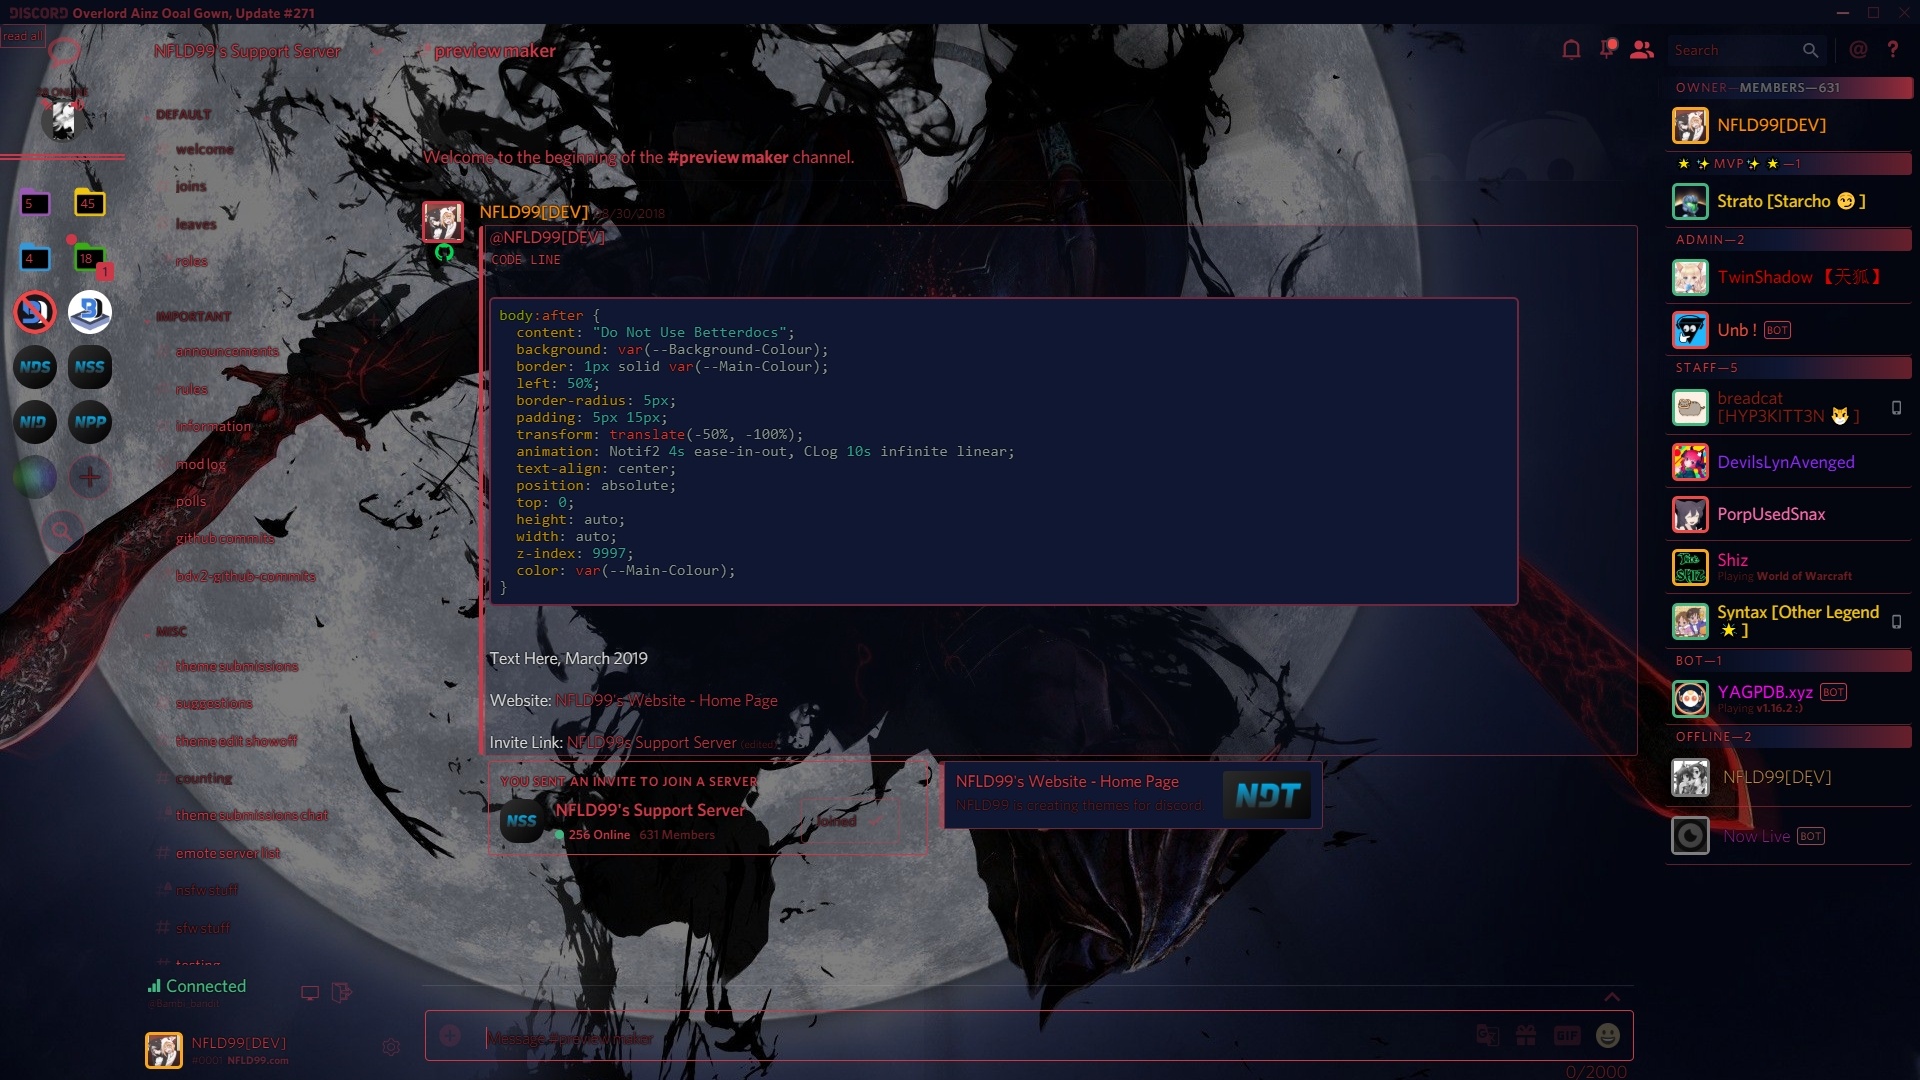 DISCORD Overlord Ainz Ooal Gown, Update #271
read all
NFLD99's Support Server
previewmaker
Search
5
45
4
18
1
NDS
NSS
NID
NPP
DEFAULT
welcome
joins
leaves
roles
IMPORTANT
announcements
rules
information
mod log
polls
github commits
bdv2-github-commits
MISC
theme submissions
suggestions
theme edit showoff
counting
theme submissions chat
emote server list
nsfw stuff
sfw stuff
testing
Connected
@Bambi_bandit
NFLD99[DEV]
#0001 NFLD99.com
Welcome to the beginning of the #previewmaker channel.
NFLD99[DEV] 03/30/2018
@NFLD99[DEV]
CODE LINE
body:after {
content: "Do Not Use Betterdocs";
background: var(--Background-Colour);
border: 1px solid var(--Main-Colour);
left: 50%;
border-radius: 5px;
padding: 5px 15px;
transform: translate(-50%, -100%);
animation: Notif2 4s ease-in-out, CLog 10s infinite linear;
text-align: center;
position: absolute;
top: 0;
height: auto;
width: auto;
z-index: 9997;
color: var(--Main-Colour);
}
Text Here, March 2019
Website: NFLD99's Website - Home Page
Invite Link: NFLD99s Support Server (edited)
YOU SENT AN INVITE TO JOIN A SERVER
NSS
NFLD99's Support Server
256 Online 631 Members
Joined
NFLD99's Website - Home Page
NFLD99 is creating themes for discord
NDT
Message #previewmaker
GIF
0/2000
OWNER—MEMBERS—631
NFLD99[DEV]
MVP —1
Strato [Starcho 😏 ]
ADMIN—2
TwinShadow 【天狐】
Unb ! BOT
STAFF—5
breadcat
[HYP3KITT3N 😺 ]
DevilsLynAvenged
PorpUsedSnax
Shiz
Playing World of Warcraft
Syntax [Other Legend
🌟 ]
BOT—1
YAGPDB.xyz BOT
Playing v1.16.2 :)
OFFLINE—2
NFLD99[DEV]
Now Live BOT